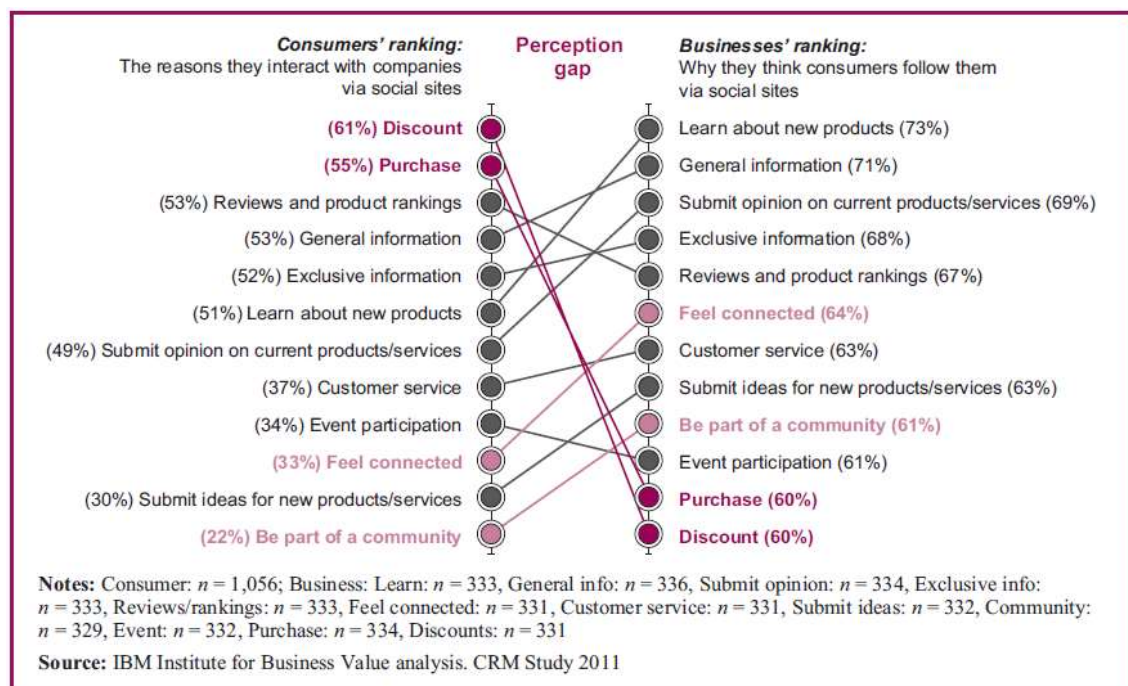 Consumers’ ranking:
The reasons they interact with companies
via social sites
Perception
gap
Businesses’ ranking:
Why they think consumers follow them
via social sites
(61%) Discount
(55%) Purchase
(53%) Reviews and product rankings
(53%) General information
(52%) Exclusive information
(51%) Learn about new products
(49%) Submit opinion on current products/services
(37%) Customer service
(34%) Event participation
(33%) Feel connected
(30%) Submit ideas for new products/services
(22%) Be part of a community
Learn about new products (73%)
General information (71%)
Submit opinion on current products/services (69%)
Exclusive information (68%)
Reviews and product rankings (67%)
Feel connected (64%)
Customer service (63%)
Submit ideas for new products/services (63%)
Be part of a community (61%)
Event participation (61%)
Purchase (60%)
Discount (60%)
Notes: Consumer: n = 1,056; Business: Learn: n = 333, General info: n = 336, Submit opinion: n = 334, Exclusive info:
n = 333, Reviews/rankings: n = 333, Feel connected: n = 331, Customer service: n = 331, Submit ideas: n = 332, Community:
n = 329, Event: n = 332, Purchase: n = 334, Discounts: n = 331
Source: IBM Institute for Business Value analysis. CRM Study 2011